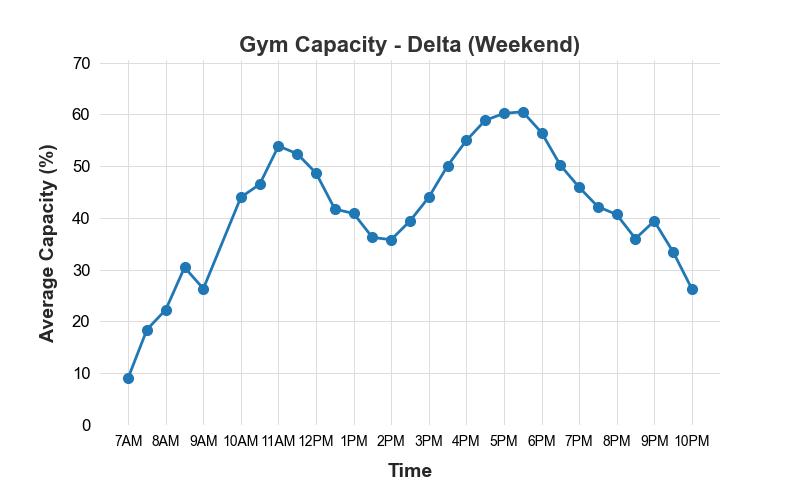 Gym Capacity - Delta (Weekend)
Average Capacity (%)
70
60
50
40
30
20
10
0
7AM 8AM 9AM 10AM 11AM 12PM 1PM 2PM 3PM 4PM 5PM 6PM 7PM 8PM 9PM 10PM
Time